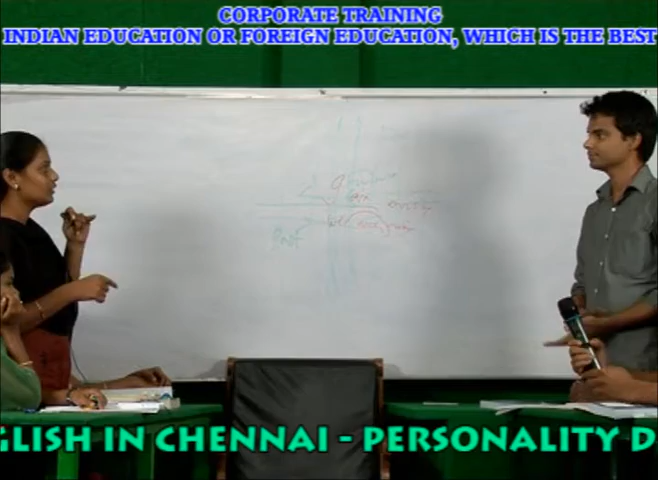 CORPORATE TRAINING
INDIAN EDUCATION OR FOREIGN EDUCATION, WHICH IS THE BEST
GLISH IN CHENNAI - PERSONALITY D